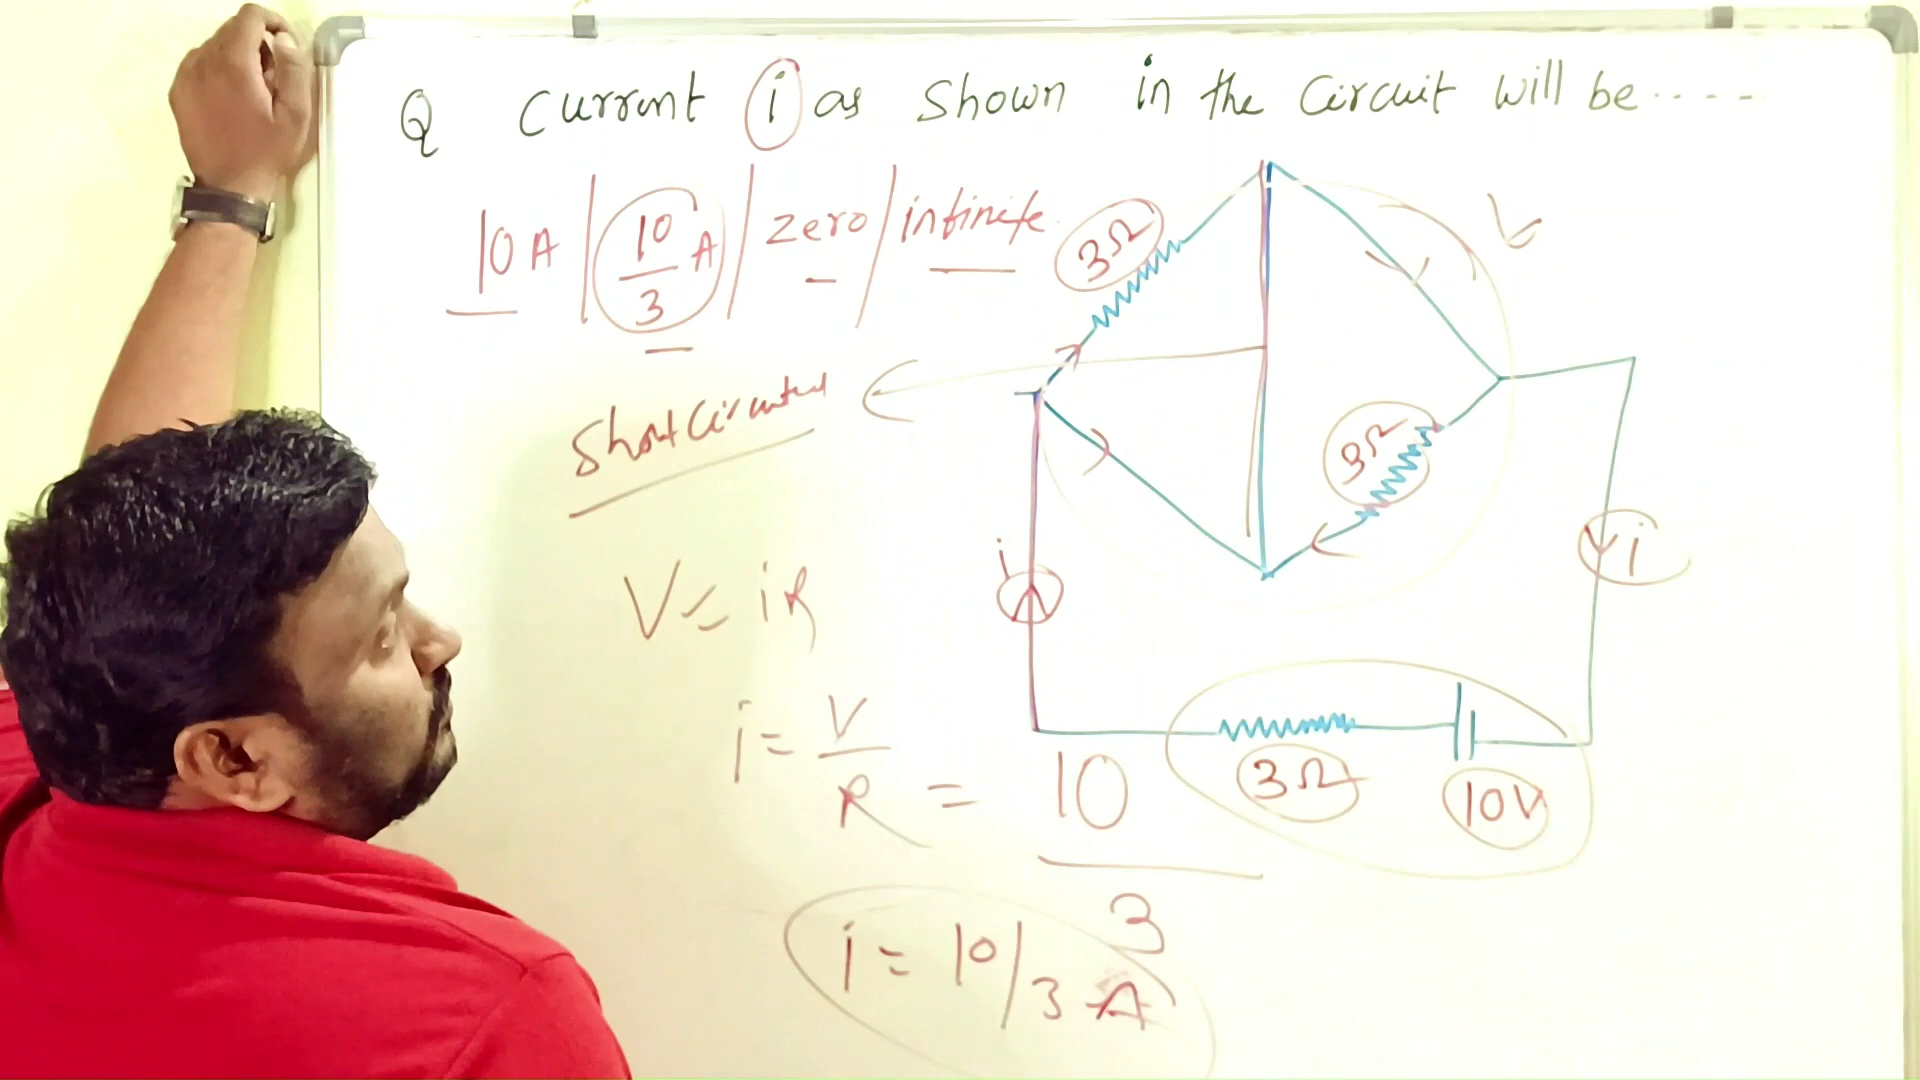 Q Current i as Shown in the Circuit will be .....
10 A | 10/3 A | zero | infinite
3Ω
Short Circuited
3Ω
i
i
V = iR
i = V/R = 10/3
3Ω
10V
i = 10/3 A